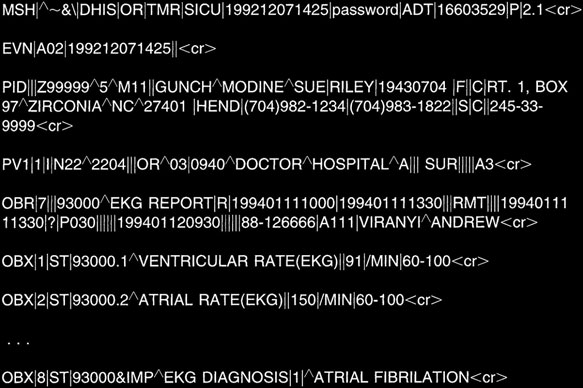 MSH|^~&\|DHIS|OR|TMR|SICU|199212071425|password|ADT|16603529|P|2.1<cr>
EVN|A02|199212071425||<cr>
PID|||Z99999^5^M11||GUNCH^MODINE^SUE|RILEY|19430704 |F||C|RT. 1, BOX
97^ZIRCONIA^NC^27401 |HEND|(704)982-1234|(704)983-1822||S|C||245-33-
9999<cr>
PV1|1|I|N22^2204|||OR^03|0940^DOCTOR^HOSPITAL^A||| SUR|||||A3<cr>
OBR|7|||93000^EKG REPORT|R|199401111000|199401111330|||RMT||||19940111
11330|?|P030||||||199401120930||||||88-126666|A111|VIRANYI^ANDREW<cr>
OBX|1|ST|93000.1^VENTRICULAR RATE(EKG)||91|/MIN|60-100<cr>
OBX|2|ST|93000.2^ATRIAL RATE(EKG)||150|/MIN|60-100<cr>
. . .
OBX|8|ST|93000&IMP^EKG DIAGNOSIS|1|^ATRIAL FIBRILATION<cr>